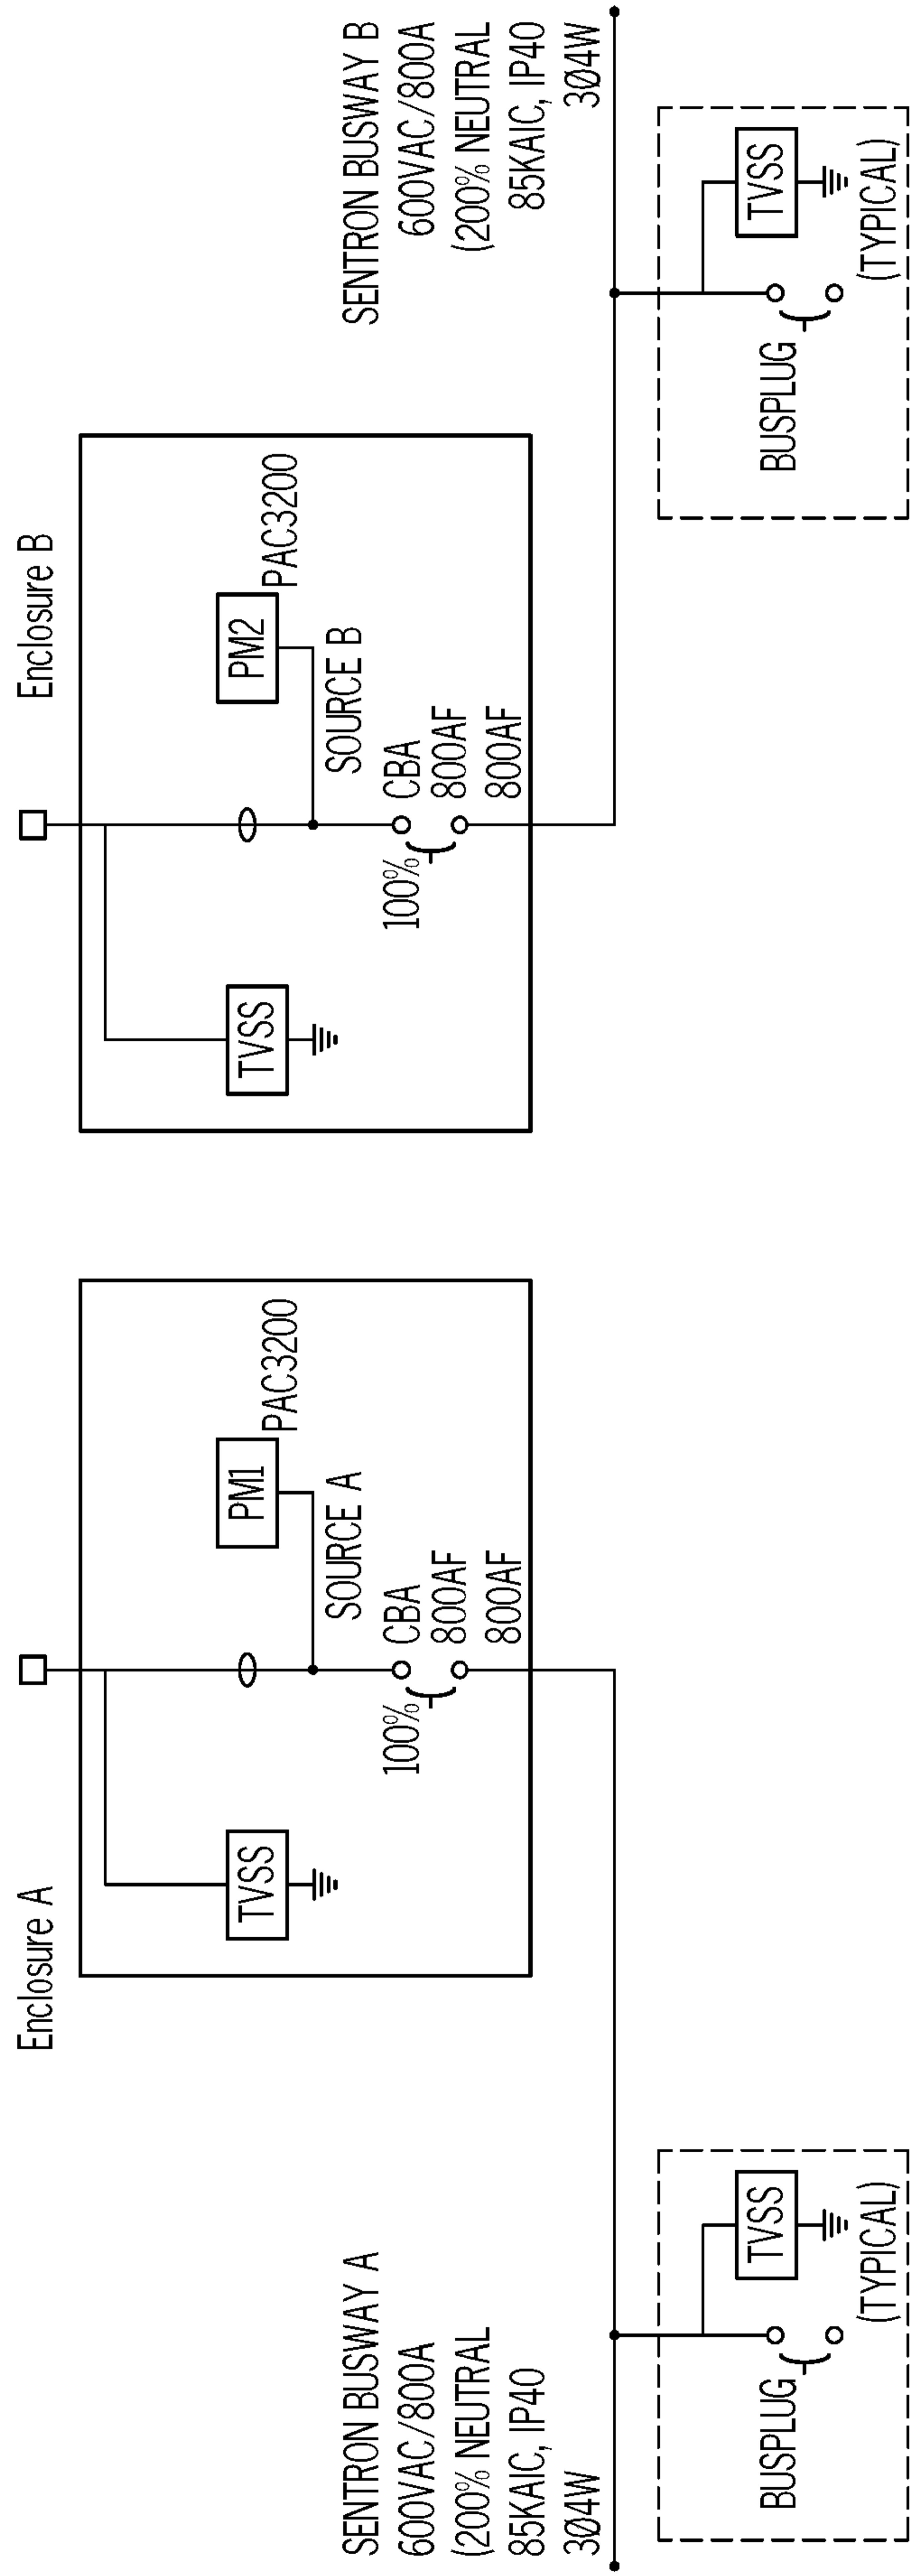 Enclosure A
TVSS
PM1
PAC3200
SOURCE A
100%
CBA
800AF
800AF
SENTRON BUSWAY A
600VAC/800A
(200% NEUTRAL
85KAIC, IP40
3Ø4W
BUSPLUG
TVSS
(TYPICAL)
Enclosure B
TVSS
PM2
PAC3200
SOURCE B
100%
CBA
800AF
800AF
SENTRON BUSWAY B
600VAC/800A
(200% NEUTRAL
85KAIC, IP40
3Ø4W
BUSPLUG
TVSS
(TYPICAL)